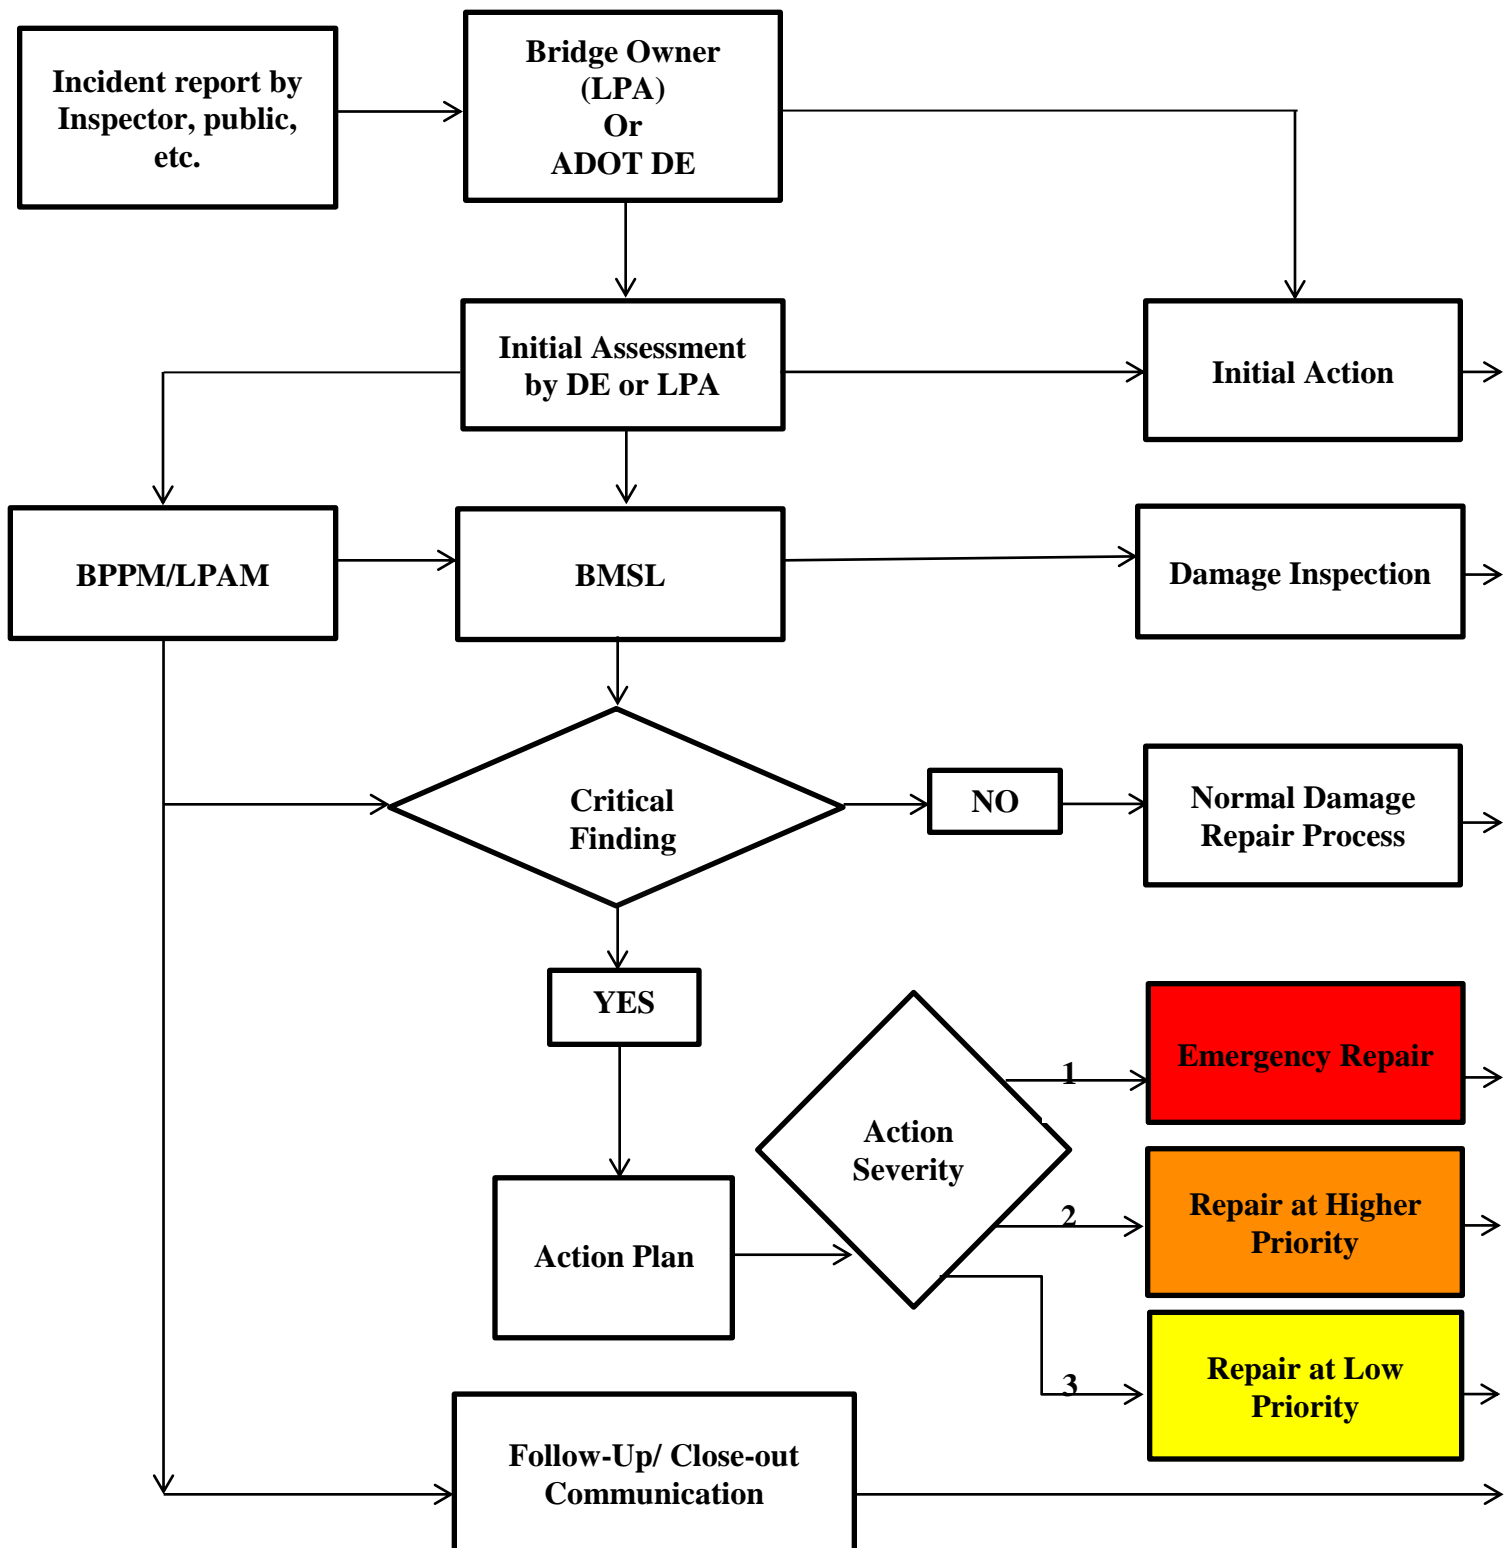 Incident report by
Inspector, public,
etc.
Bridge Owner
(LPA)
Or
ADOT DE
Initial Assessment
by DE or LPA
Initial Action
BPPM/LPAM
BMSL
Damage Inspection
Critical
Finding
NO
Normal Damage
Repair Process
YES
Action Plan
Action
Severity
1
Emergency Repair
2
Repair at Higher
Priority
3
Repair at Low
Priority
Follow-Up/ Close-out
Communication